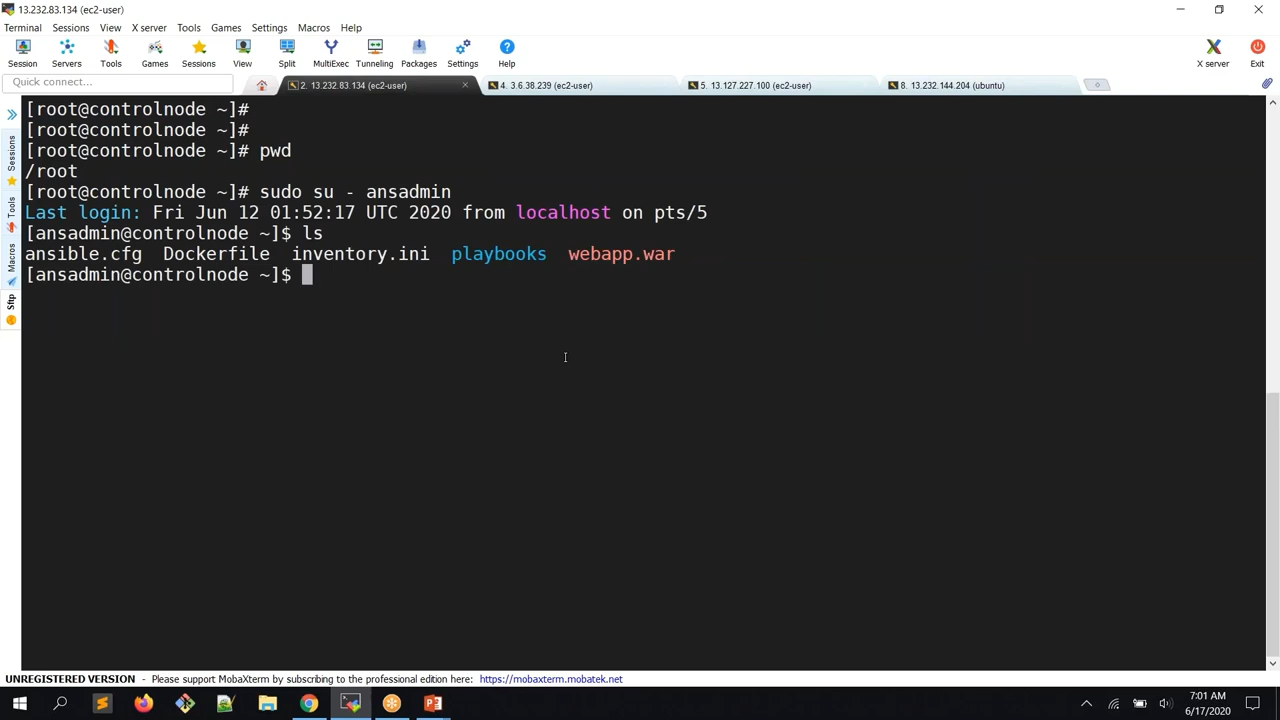 13.232.83.134 (ec2-user)
Terminal Sessions View X server Tools Games Settings Macros Help
Session Servers Tools Games Sessions View Split MultiExec Tunneling Packages Settings Help X server Exit
Quick connect...
2. 13.232.83.134 (ec2-user)
4. 3.6.38.239 (ec2-user)
5. 13.127.227.100 (ec2-user)
8. 13.232.144.204 (ubuntu)
Sessions
Tools
Macros
Sftp
[root@controlnode ~]#
[root@controlnode ~]#
[root@controlnode ~]# pwd
/root
[root@controlnode ~]# sudo su - ansadmin
Last login: Fri Jun 12 01:52:17 UTC 2020 from localhost on pts/5
[ansadmin@controlnode ~]$ ls
ansible.cfg Dockerfile inventory.ini playbooks webapp.war
[ansadmin@controlnode ~]$
UNREGISTERED VERSION - Please support MobaXterm by subscribing to the professional edition here: https://mobaxterm.mobatek.net
7:01 AM
6/17/2020